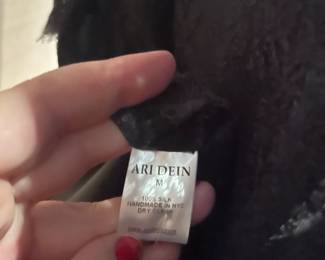 ARI DEIN
M
100% SILK
HANDMADE IN NYC
DRY CLEAN